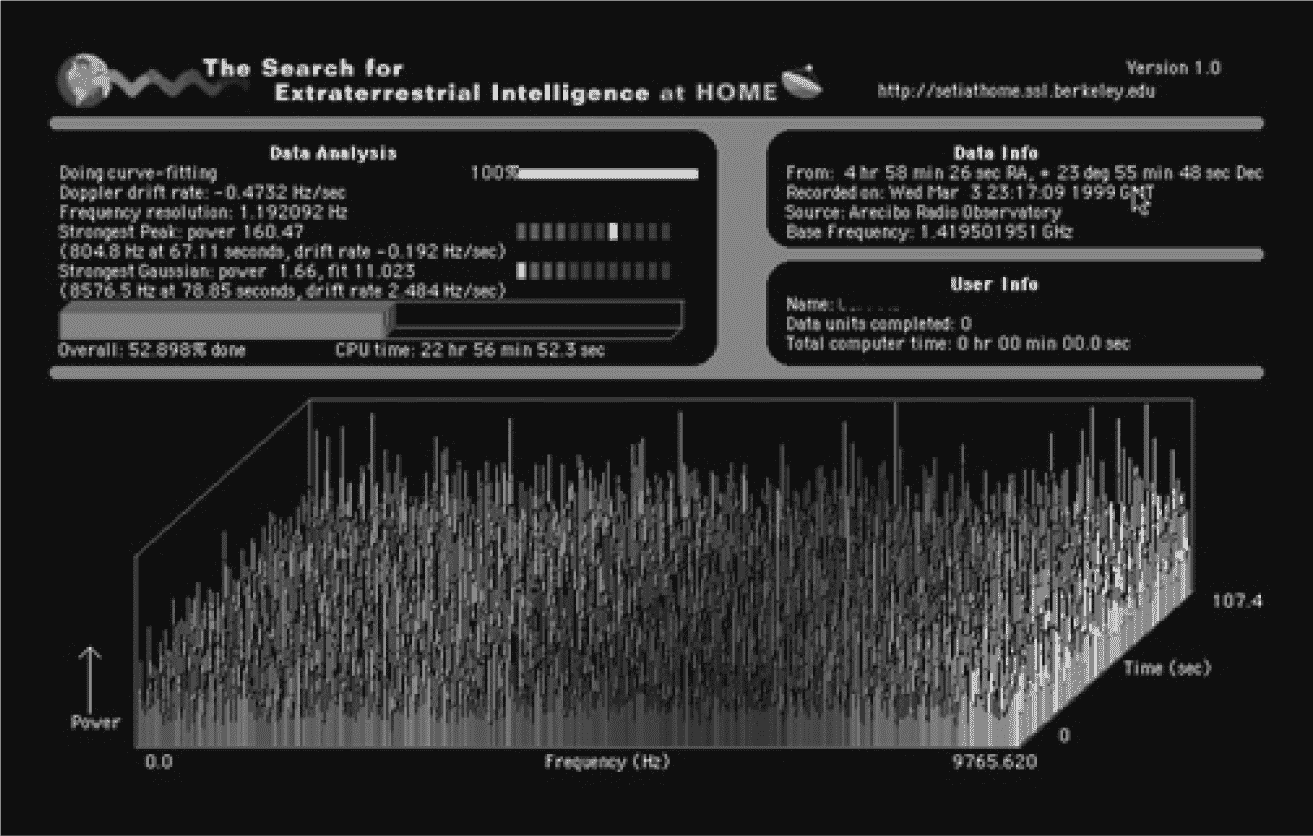 The Search for
Extraterrestrial Intelligence at HOME
Version 1.0
http://setiathome.ssl.berkeley.edu
Data Analysis
Doing curve-fitting 100%
Doppler drift rate: -0.4732 Hz/sec
Frequency resolution: 1.192092 Hz
Strongest Peak: power 160.47
(804.8 Hz at 67.11 seconds, drift rate -0.192 Hz/sec)
Strongest Gaussian: power 1.66, fit 11.023
(8576.5 Hz at 78.85 seconds, drift rate 2.484 Hz/sec)
Overall: 52.898% done CPU time: 22 hr 56 min 52.3 sec
Data Info
From: 4 hr 58 min 26 sec RA, + 23 deg 55 min 48 sec Dec
Recorded on: Wed Mar 3 23:17:09 1999 GMT
Source: Arecibo Radio Observatory
Base Frequency: 1.419501951 GHz
User Info
Name:
Data units completed: 0
Total computer time: 0 hr 00 min 00.0 sec
107.4
Time (sec)
Power
0
0.0 Frequency (Hz) 9765.620